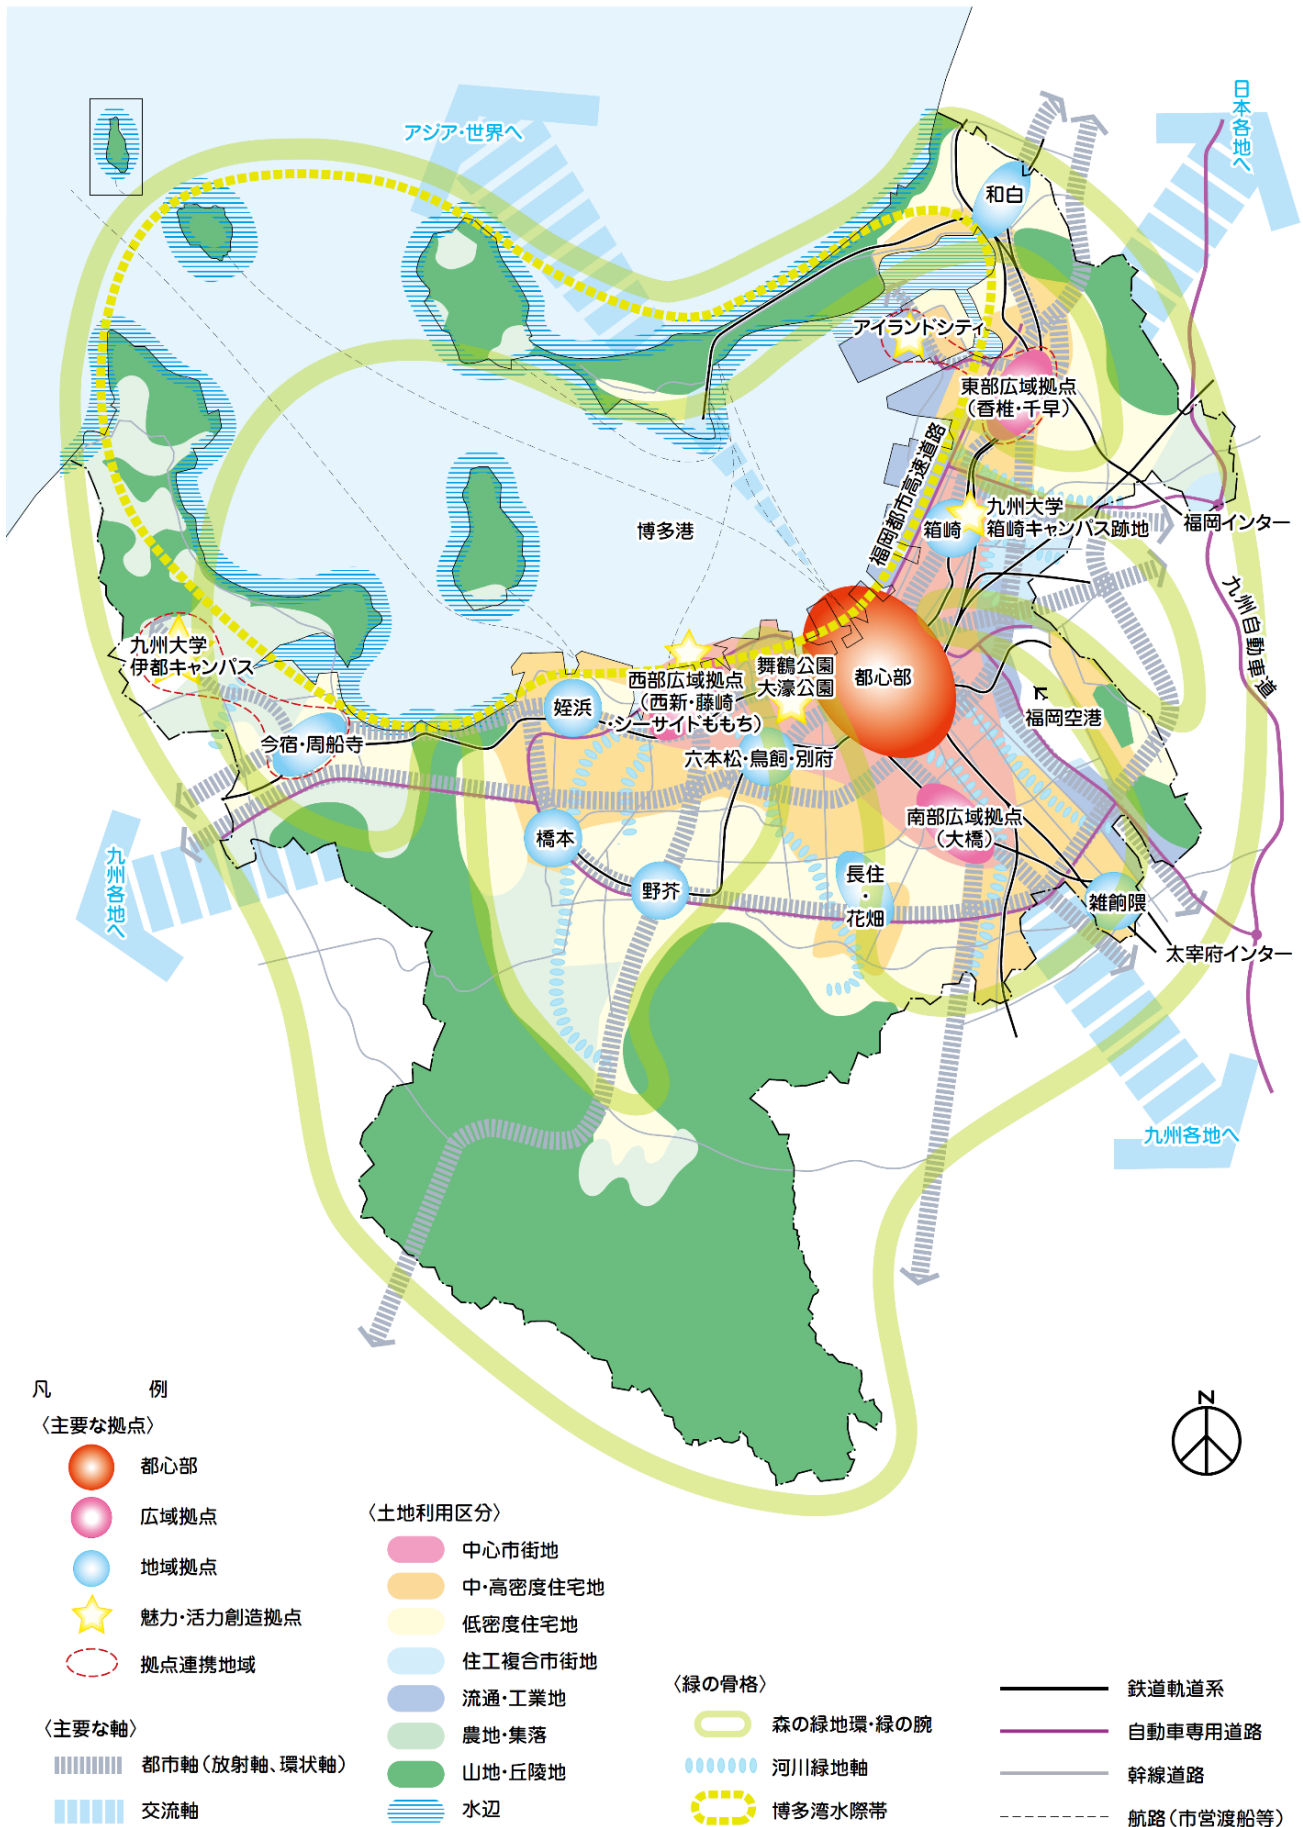 アジア・世界へ
日本各地へ
和白
アイランドシティ
東部広域拠点
（香椎・千早）
福岡都市高速道路
九州大学
箱崎キャンパス跡地
箱崎
福岡インター
博多港
九州自動車道
九州大学
伊都キャンパス
舞鶴公園
大濠公園
都心部
西部広域拠点
（西新・藤崎
・シーサイドももち）
姪浜
福岡空港
今宿・周船寺
六本松・鳥飼・別府
南部広域拠点
（大橋）
橋本
野芥
長住
・
花畑
雑餉隈
九州各地へ
太宰府インター
九州各地へ
凡例
〈主要な拠点〉
都心部
広域拠点
地域拠点
魅力・活力創造拠点
拠点連携地域
〈主要な軸〉
都市軸（放射軸、環状軸）
交流軸
〈土地利用区分〉
中心市街地
中・高密度住宅地
低密度住宅地
住工複合市街地
流通・工業地
農地・集落
山地・丘陵地
水辺
〈緑の骨格〉
森の緑地環・緑の腕
河川緑地軸
博多湾水際帯
鉄道軌道系
自動車専用道路
幹線道路
航路（市営渡船等）
N